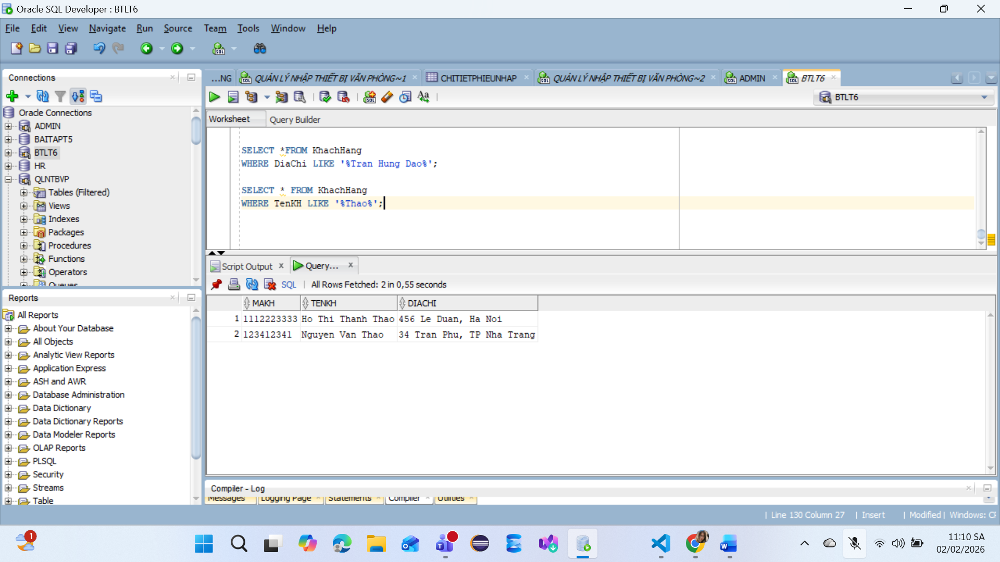 Oracle SQL Developer : BTLT6
File Edit View Navigate Run Source Team Tools Window Help
Connections
Oracle Connections
ADMIN
BAITAPT5
BTLT6
HR
QLNTBVP
Tables (Filtered)
Views
Indexes
Packages
Procedures
Functions
Operators
Queues
Reports
All Reports
About Your Database
All Objects
Analytic View Reports
Application Express
ASH and AWR
Database Administration
Data Dictionary
Data Dictionary Reports
Data Modeler Reports
OLAP Reports
PLSQL
Security
Streams
Table
...NG QUẢN LÝ NHẬP THIẾT BỊ VĂN PHÒNG~1 CHITIETPHIEUNHAP QUẢN LÝ NHẬP THIẾT BỊ VĂN PHÒNG~2 ADMIN BTLT6
BTLT6
Worksheet Query Builder
SELECT *FROM KhachHang
WHERE DiaChi LIKE '%Tran Hung Dao%';
SELECT * FROM KhachHang
WHERE TenKH LIKE '%Thao%';
Script Output x Query... x
SQL | All Rows Fetched: 2 in 0,55 seconds
MAKH TENKH DIACHI
1 1112223333 Ho Thi Thanh Thao 456 Le Duan, Ha Noi
2 123412341 Nguyen Van Thao 34 Tran Phu, TP Nha Trang
Compiler - Log
Messages Logging Page Statements Compiler Utilities
| Line 130 Column 27 | Insert | Modified | Windows: CR
1
11:10 SA
02/02/2026